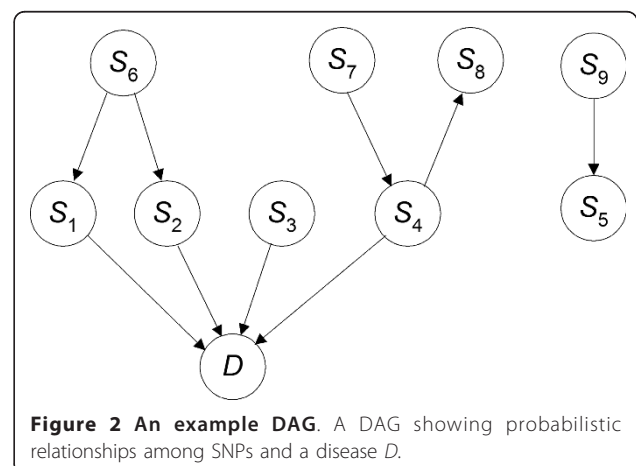 S6 S7 S8 S9
S1 S2 S3 S4 S5
D
Figure 2 An example DAG. A DAG showing probabilistic
relationships among SNPs and a disease D.